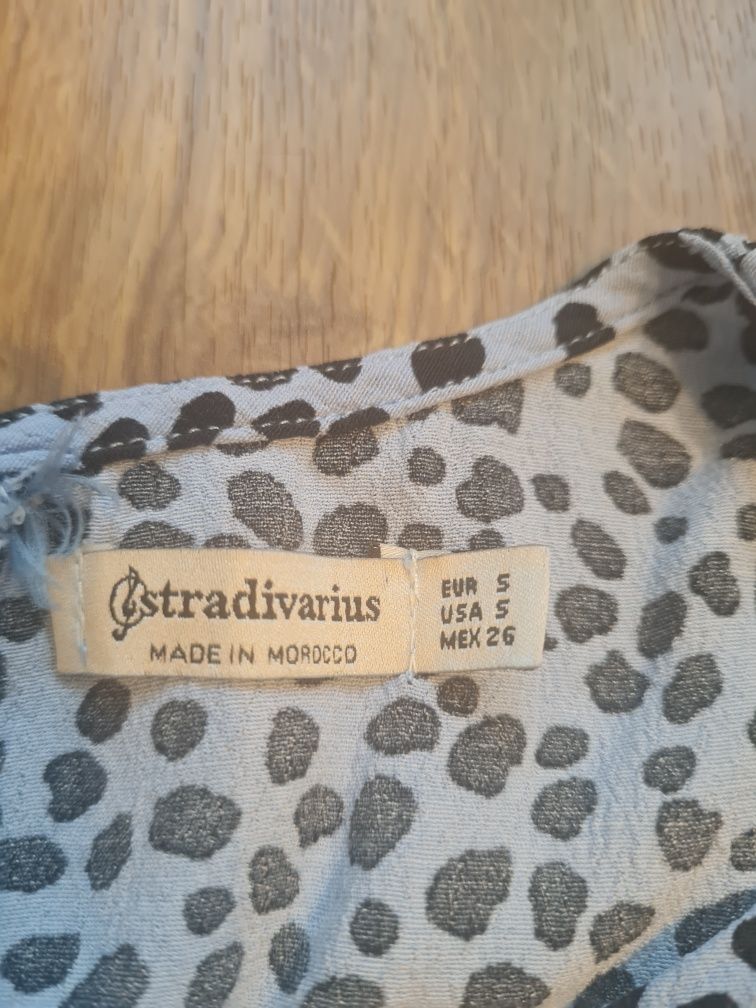 stradivarius
MADE IN MOROCCO
EUR S
USA S
MEX 26